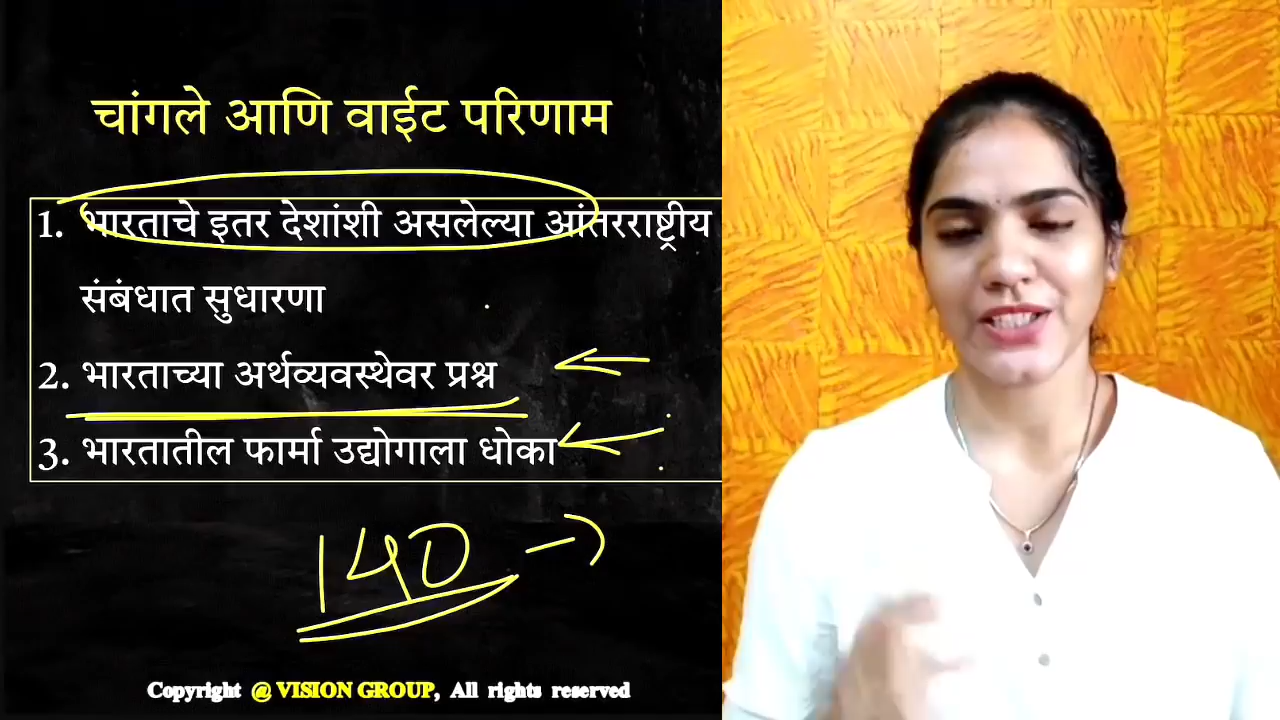 चांगले आणि वाईट परिणाम
1. भारताचे इतर देशांशी असलेल्या आंतरराष्ट्रीय
संबंधात सुधारणा
2. भारताच्या अर्थव्यवस्थेवर प्रश्न
3. भारतातील फार्मा उद्योगाला धोका
140
Copyright @ VISION GROUP, All rights reserved